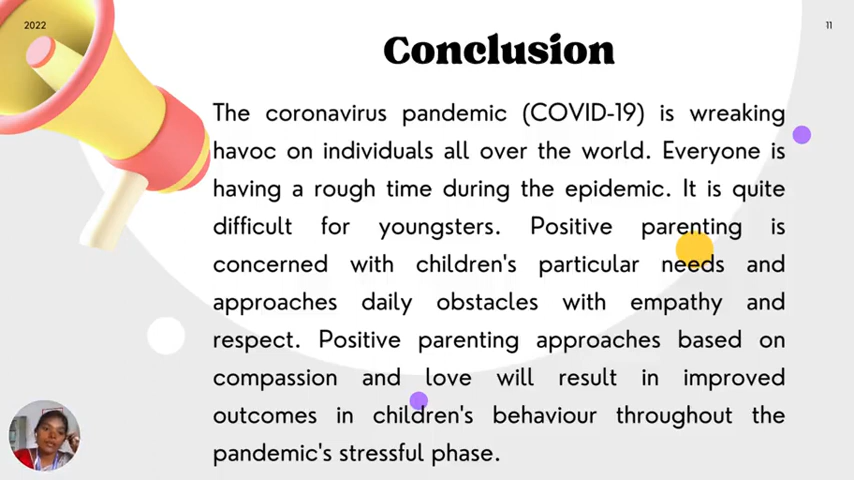 2022
11
Conclusion
The coronavirus pandemic (COVID-19) is wreaking
havoc on individuals all over the world. Everyone is
having a rough time during the epidemic. It is quite
difficult for youngsters. Positive parenting is
concerned with children's particular needs and
approaches daily obstacles with empathy and
respect. Positive parenting approaches based on
compassion and love will result in improved
outcomes in children's behaviour throughout the
pandemic's stressful phase.